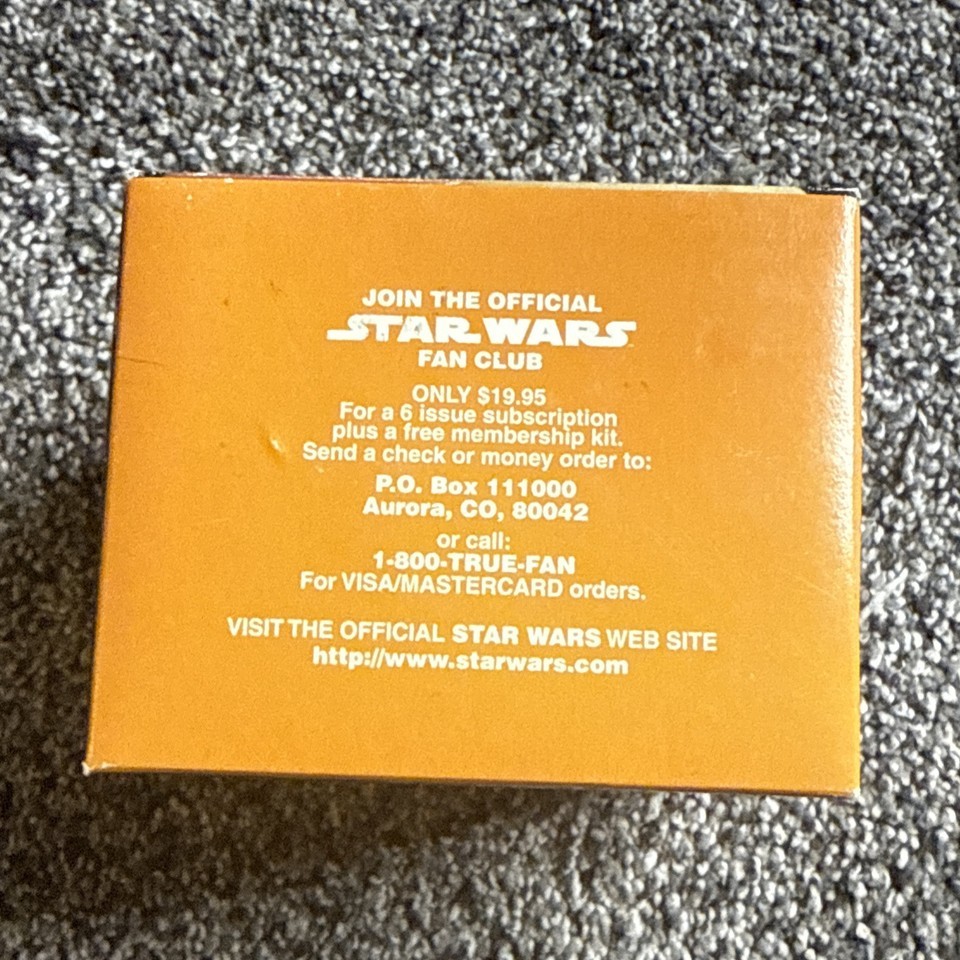 JOIN THE OFFICIAL
STAR WARS
FAN CLUB
ONLY $19.95
For a 6 issue subscription
plus a free membership kit.
Send a check or money order to:
P.O. Box 111000
Aurora, CO, 80042
or call:
1-800-TRUE-FAN
For VISA/MASTERCARD orders.
VISIT THE OFFICIAL STAR WARS WEB SITE
http://www.starwars.com